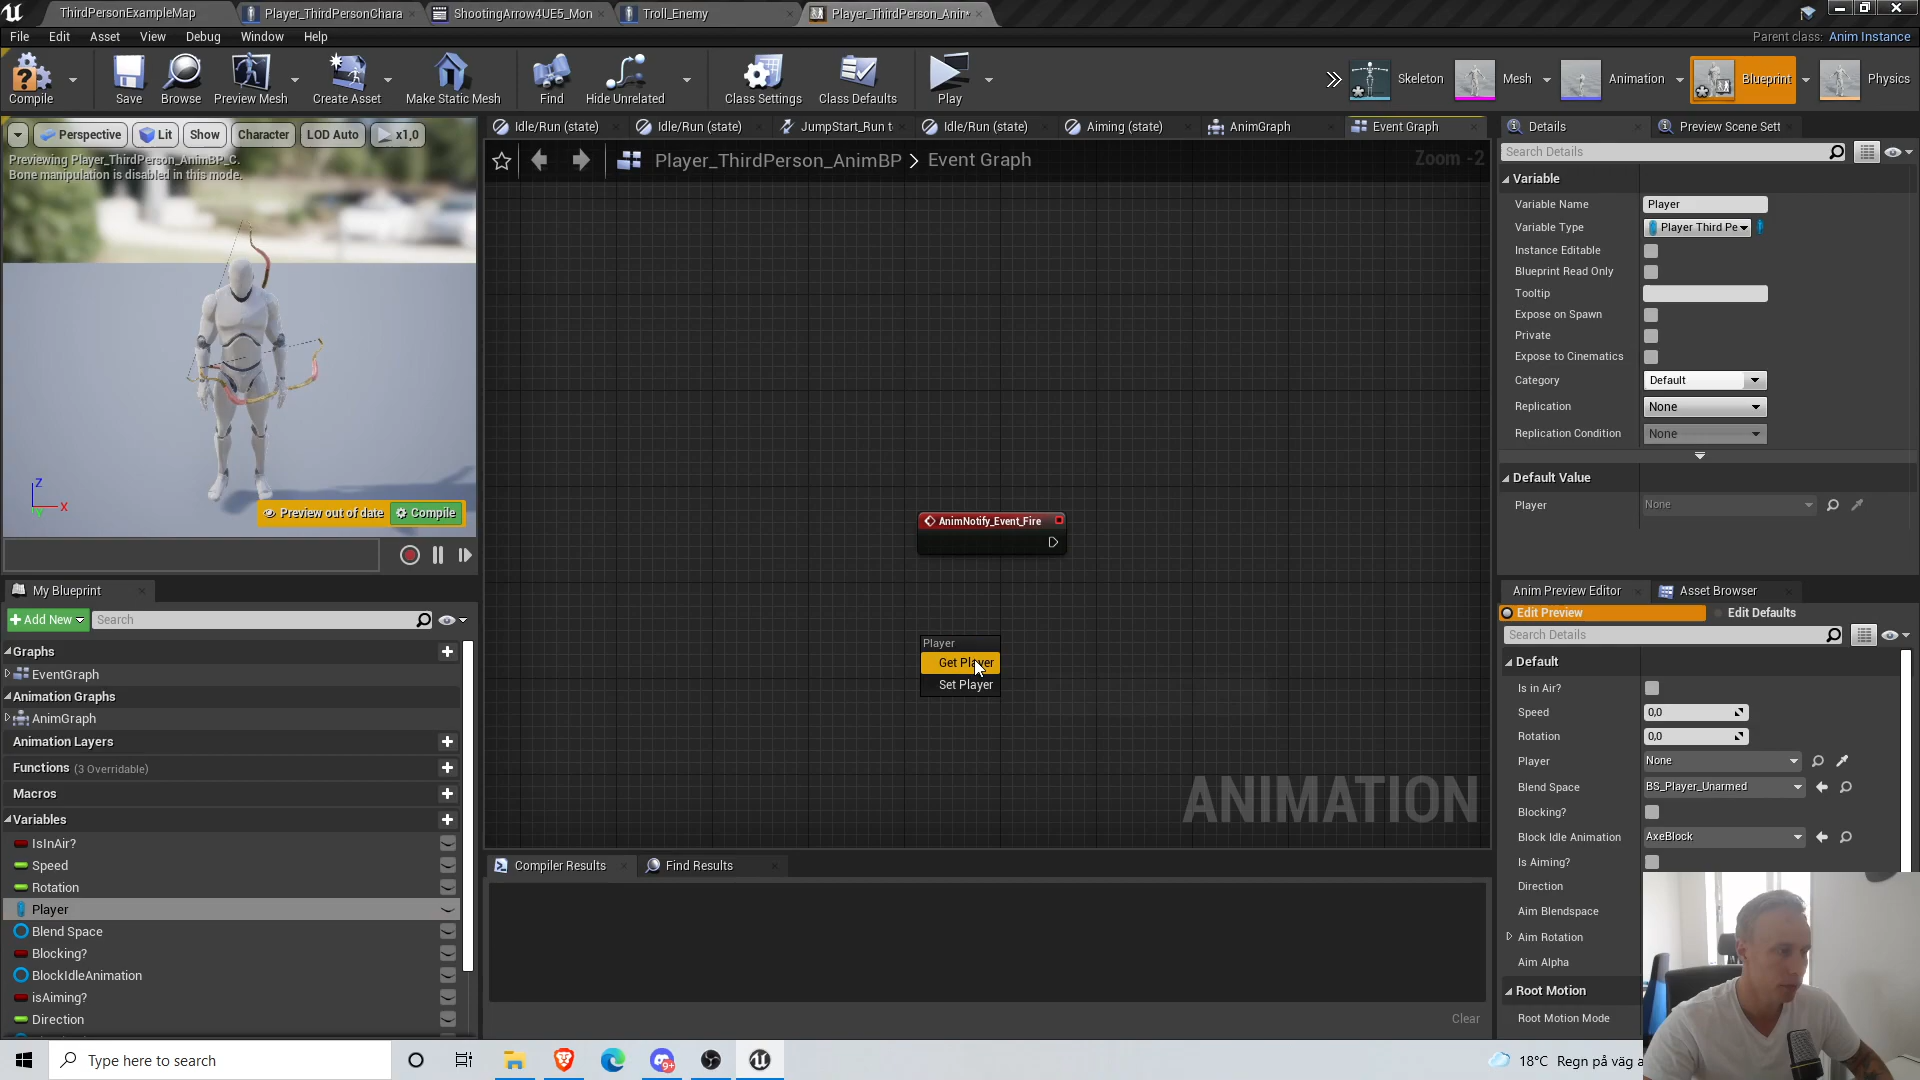 ThirdPersonExampleMap
Player_ThirdPersonChara
ShootingArrow4UE5_Mon
Troll_Enemy
Player_ThirdPerson_Anim*
File
Edit
Asset
View
Debug
Window
Help
Parent class: Anim Instance
Compile
Save
Browse
Preview Mesh
Create Asset
Make Static Mesh
Find
Hide Unrelated
Class Settings
Class Defaults
Play
Skeleton
Mesh
Animation
Blueprint
Physics
Perspective
Lit
Show
Character
LOD Auto
x1,0
Previewing Player_ThirdPerson_AnimBP_C.
Bone manipulation is disabled in this mode.
Z
X
Y
Preview out of date
Compile
Idle/Run (state)
Idle/Run (state)
JumpStart_Run t
Idle/Run (state)
Aiming (state)
AnimGraph
Event Graph
Player_ThirdPerson_AnimBP > Event Graph
Zoom -2
AnimNotify_Event_Fire
Player
Get Player
Set Player
ANIMATION
My Blueprint
Add New
Search
Graphs
EventGraph
Animation Graphs
AnimGraph
Animation Layers
Functions (3 Overridable)
Macros
Variables
IsInAir?
Speed
Rotation
Player
Blend Space
Blocking?
BlockIdleAnimation
isAiming?
Direction
Compiler Results
Find Results
Clear
Details
Preview Scene Sett
Search Details
Variable
Variable Name
Player
Variable Type
Player Third Pe
Instance Editable
Blueprint Read Only
Tooltip
Expose on Spawn
Private
Expose to Cinematics
Category
Default
Replication
None
Replication Condition
None
Default Value
Player
None
Anim Preview Editor
Asset Browser
Edit Preview
Edit Defaults
Search Details
Default
Is in Air?
Speed
0,0
Rotation
0,0
Player
None
Blend Space
BS_Player_Unarmed
Blocking?
Block Idle Animation
AxeBlock
Is Aiming?
Direction
Aim Blendspace
Aim Rotation
Aim Alpha
Root Motion
Root Motion Mode
Type here to search
9+
18°C Regn på väg a